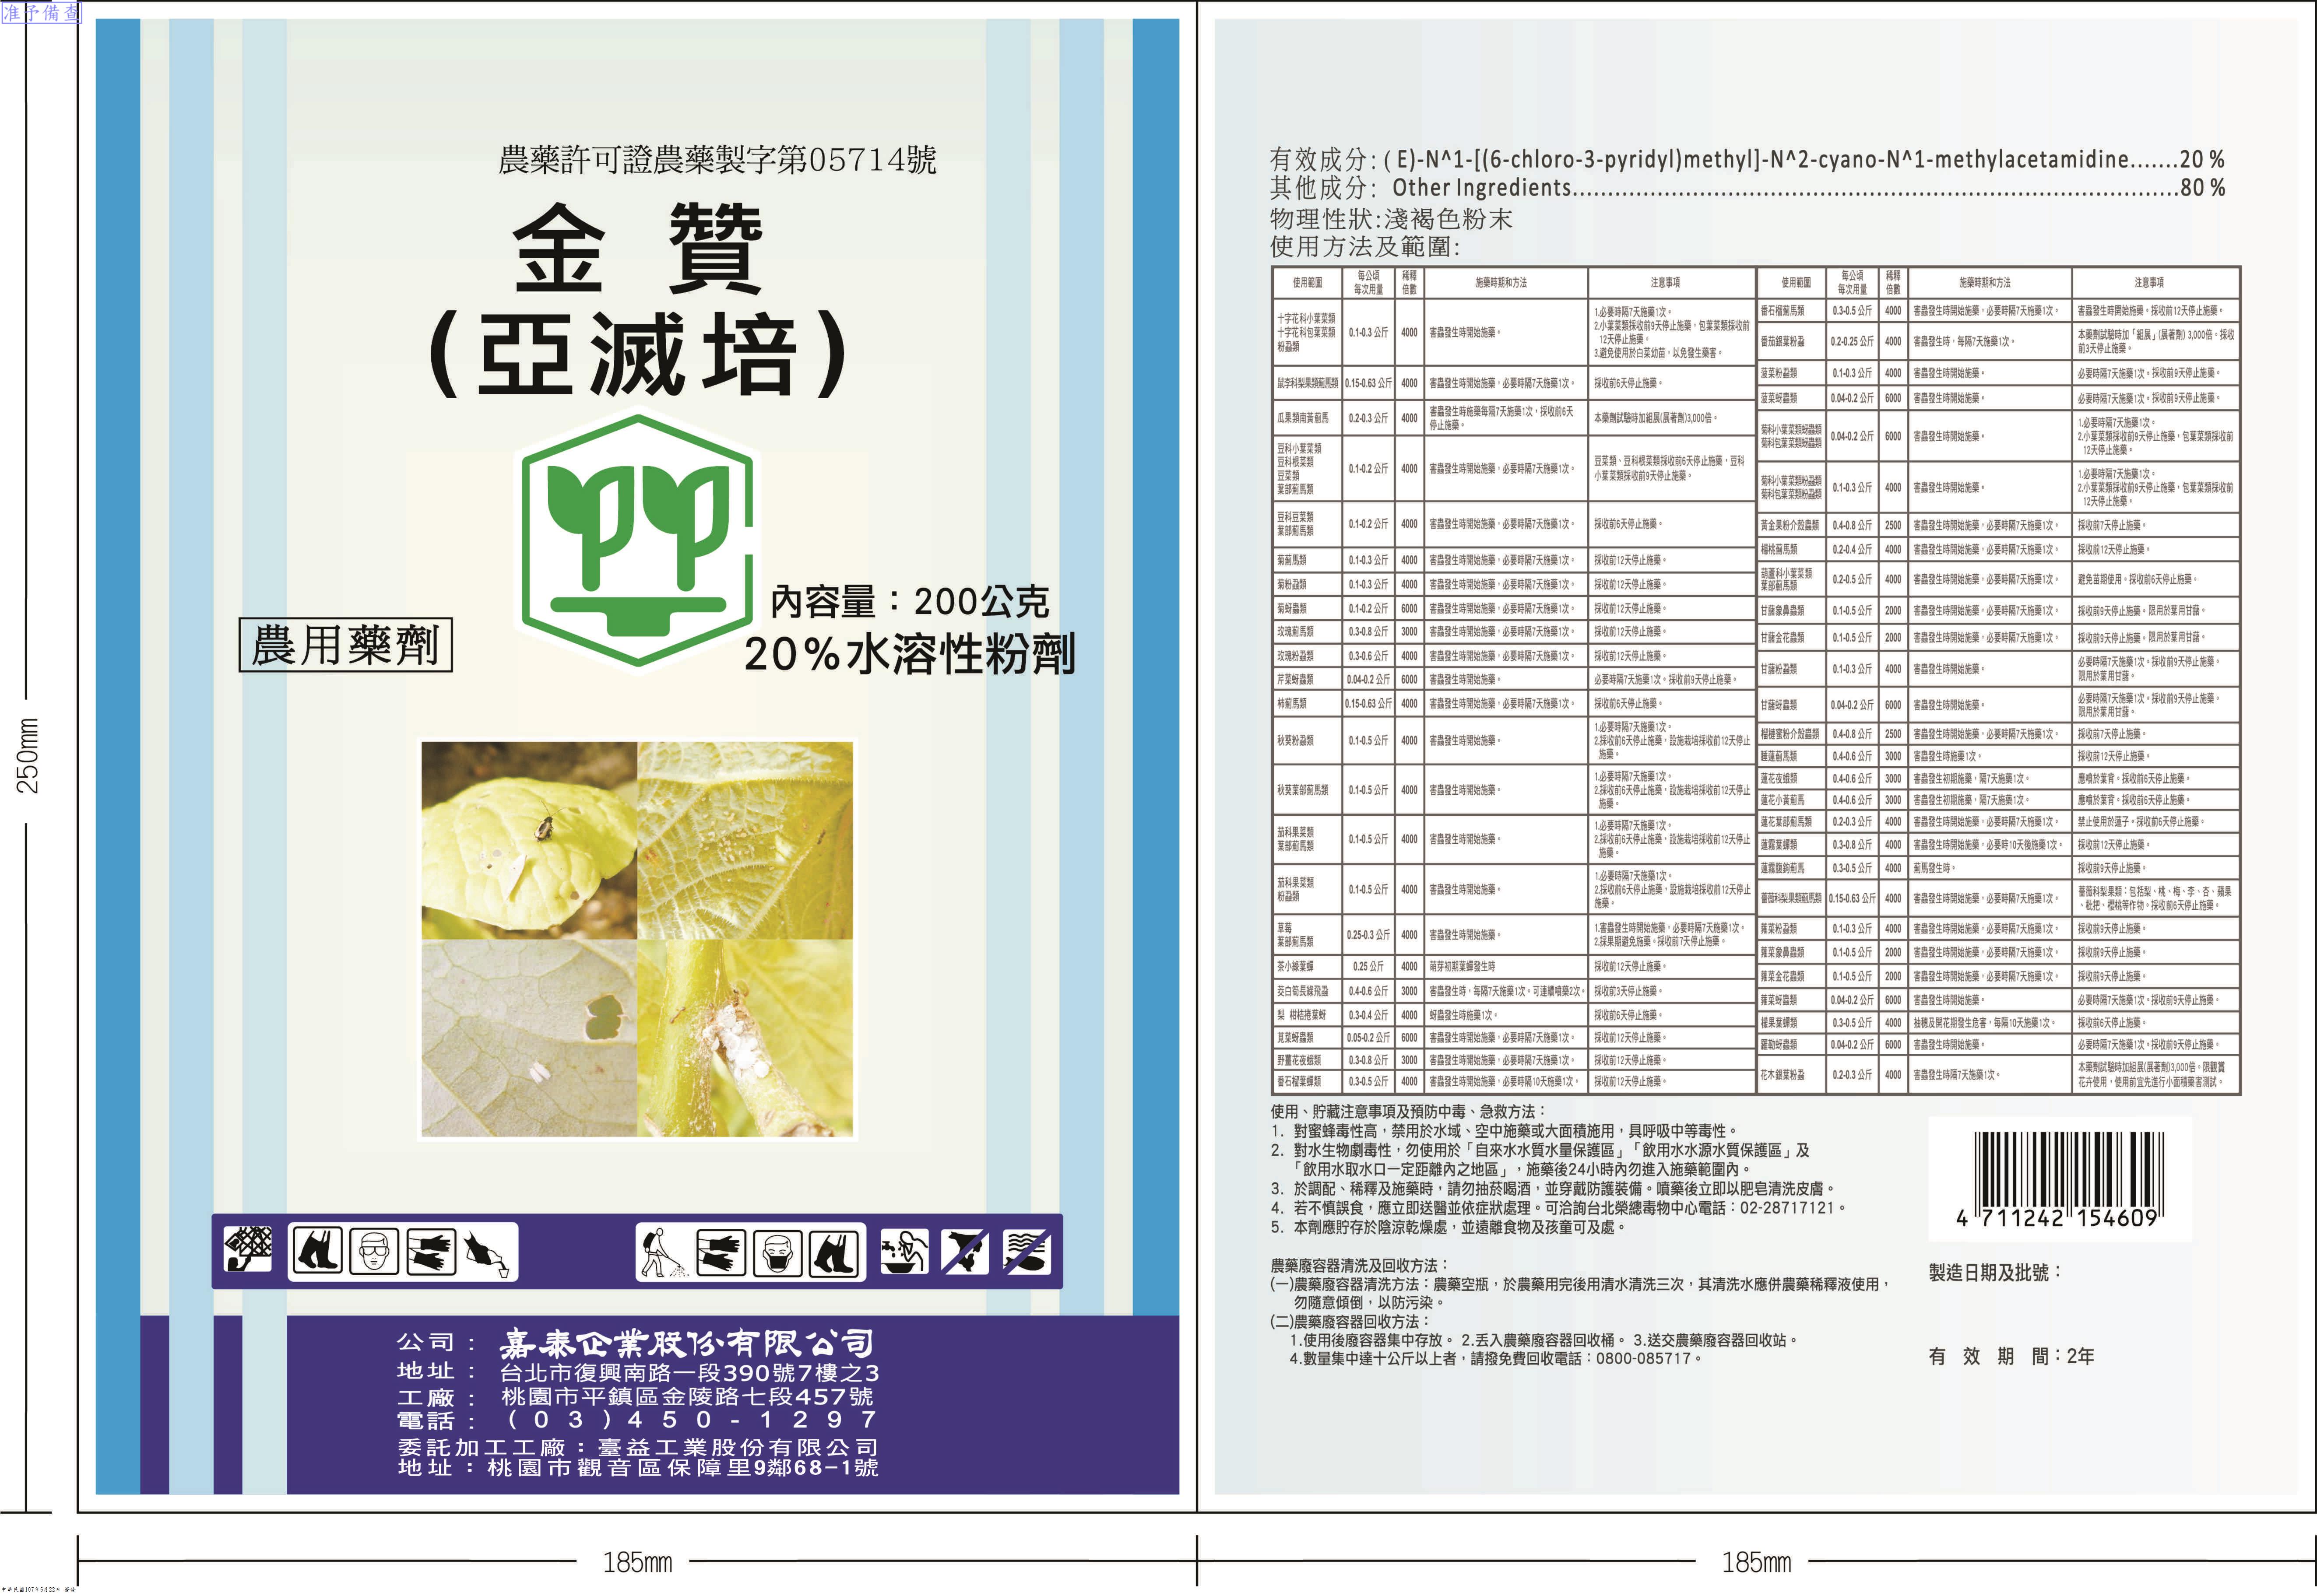 准予備查
農藥許可證農藥製字第05714號
金 贊
(亞滅培)
內容量：200公克
20%水溶性粉劑
農用藥劑
公司： 嘉泰企業股份有限公司
地址： 台北市復興南路一段390號7樓之3
工廠： 桃園市平鎮區金陵路七段457號
電話： (03)450-1297
委託加工工廠：臺益工業股份有限公司
地址：桃園市觀音區保障里9鄰68-1號
250mm
185mm
185mm
中華民國107年6月22日 簽發
有效成分: ( E)-N^1-[(6-chloro-3-pyridyl)methyl]-N^2-cyano-N^1-methylacetamidine.......20 %
其他成分: Other Ingredients......80 %
物理性狀:淺褐色粉末
使用方法及範圍:
使用範圍 每公頃每次用量 稀釋倍數 施藥時期和方法 注意事項
十字花科小葉菜類 十字花科包葉菜類 粉蝨類 0.1-0.3 公斤 4000 害蟲發生時開始施藥。 1.必要時隔7天施藥1次。 2.小葉菜類採收前9天停止施藥，包葉菜類採收前12天停止施藥。 3.避免使用於白菜幼苗，以免發生藥害。
鼠李科梨果類薊馬類 0.15-0.63 公斤 4000 害蟲發生時開始施藥，必要時隔7天施藥1次。 採收前6天停止施藥。
瓜果類南黃薊馬 0.2-0.3 公斤 4000 害蟲發生時施藥每隔7天施藥1次，採收前6天停止施藥。 本藥劑試驗時加組展(展著劑)3,000倍。
豆科小葉菜類 豆科根菜類 豆菜類 葉部薊馬類 0.1-0.2 公斤 4000 害蟲發生時開始施藥，必要時隔7天施藥1次。 豆菜類、豆科根菜類採收前6天停止施藥，豆科小葉菜類採收前9天停止施藥。
豆科豆菜類 葉部薊馬類 0.1-0.2 公斤 4000 害蟲發生時開始施藥，必要時隔7天施藥1次。 採收前6天停止施藥。
菊薊馬類 0.1-0.3 公斤 4000 害蟲發生時開始施藥，必要時隔7天施藥1次。 採收前12天停止施藥。
菊粉蝨類 0.1-0.3 公斤 4000 害蟲發生時開始施藥，必要時隔7天施藥1次。 採收前12天停止施藥。
菊蚜蟲類 0.1-0.2 公斤 6000 害蟲發生時開始施藥，必要時隔7天施藥1次。 採收前12天停止施藥。
玫瑰薊馬類 0.3-0.8 公斤 3000 害蟲發生時開始施藥，必要時隔7天施藥1次。 採收前12天停止施藥。
玫瑰粉蝨類 0.3-0.6 公斤 4000 害蟲發生時開始施藥，必要時隔7天施藥1次。 採收前12天停止施藥。
芹菜蚜蟲類 0.04-0.2 公斤 6000 害蟲發生時開始施藥。 必要時隔7天施藥1次。採收前9天停止施藥。
柿薊馬類 0.15-0.63 公斤 4000 害蟲發生時開始施藥，必要時隔7天施藥1次。 採收前6天停止施藥。
秋葵粉蝨類 0.1-0.5 公斤 4000 害蟲發生時開始施藥。 1.必要時隔7天施藥1次。 2.採收前6天停止施藥，設施栽培採收前12天停止施藥。
秋葵葉部薊馬類 0.1-0.5 公斤 4000 害蟲發生時開始施藥。 1.必要時隔7天施藥1次。 2.採收前6天停止施藥，設施栽培採收前12天停止施藥。
茄科果菜類 葉部薊馬類 0.1-0.5 公斤 4000 害蟲發生時開始施藥。 1.必要時隔7天施藥1次。 2.採收前6天停止施藥，設施栽培採收前12天停止施藥。
茄科果菜類 粉蝨類 0.1-0.5 公斤 4000 害蟲發生時開始施藥。 1.必要時隔7天施藥1次。 2.採收前6天停止施藥，設施栽培採收前12天停止施藥。
草莓 葉部薊馬類 0.25-0.3 公斤 4000 害蟲發生時開始施藥。 1.害蟲發生時開始施藥，必要時隔7天施藥1次。 2.採果期避免施藥。採收前7天停止施藥。
茶小綠葉蟬 0.25 公斤 4000 萌芽初期葉蟬發生時 採收前12天停止施藥。
茭白筍長綠飛蝨 0.4-0.6 公斤 3000 害蟲發生時，每隔7天施藥1次。可連續噴藥2次。 採收前3天停止施藥。
梨 柑桔捲葉蚜 0.3-0.4 公斤 4000 蚜蟲發生時施藥1次。 採收前6天停止施藥。
莧菜蚜蟲類 0.05-0.2 公斤 6000 害蟲發生時開始施藥，必要時隔7天施藥1次。 採收前12天停止施藥。
野薑花夜蛾類 0.3-0.8 公斤 3000 害蟲發生時開始施藥，必要時隔7天施藥1次。 採收前12天停止施藥。
番石榴葉蟬類 0.3-0.5 公斤 4000 害蟲發生時開始施藥，必要時隔10天施藥1次。 採收前12天停止施藥。
使用範圍 每公頃每次用量 稀釋倍數 施藥時期和方法 注意事項
番石榴薊馬類 0.3-0.5 公斤 4000 害蟲發生時開始施藥，必要時隔7天施藥1次。 害蟲發生時開始施藥。採收前12天停止施藥。
番茄銀葉粉蝨 0.2-0.25 公斤 4000 害蟲發生時，每隔7天施藥1次。 本藥劑試驗時加「組展」(展著劑) 3,000倍。採收前3天停止施藥。
菠菜粉蝨類 0.1-0.3 公斤 4000 害蟲發生時開始施藥。 必要時隔7天施藥1次。採收前9天停止施藥。
菠菜蚜蟲類 0.04-0.2 公斤 6000 害蟲發生時開始施藥。 必要時隔7天施藥1次。採收前9天停止施藥。
菊科小葉菜類蚜蟲類 菊科包葉菜類蚜蟲類 0.04-0.2 公斤 6000 害蟲發生時開始施藥。 1.必要時隔7天施藥1次。 2.小葉菜類採收前9天停止施藥，包葉菜類採收前12天停止施藥。
菊科小葉菜類粉蝨類 菊科包葉菜類粉蝨類 0.1-0.3 公斤 4000 害蟲發生時開始施藥。 1.必要時隔7天施藥1次。 2.小葉菜類採收前9天停止施藥，包葉菜類採收前12天停止施藥。
黃金果粉介殼蟲類 0.4-0.8 公斤 2500 害蟲發生時開始施藥，必要時隔7天施藥1次。 採收前7天停止施藥。
楊桃薊馬類 0.2-0.4 公斤 4000 害蟲發生時開始施藥，必要時隔7天施藥1次。 採收前12天停止施藥。
葫蘆科小葉菜類 葉部薊馬類 0.2-0.5 公斤 4000 害蟲發生時開始施藥，必要時隔7天施藥1次。 避免苗期使用。採收前6天停止施藥。
甘藷象鼻蟲類 0.1-0.5 公斤 2000 害蟲發生時開始施藥，必要時隔7天施藥1次。 採收前9天停止施藥。限用於葉用甘藷。
甘藷金花蟲類 0.1-0.5 公斤 2000 害蟲發生時開始施藥，必要時隔7天施藥1次。 採收前9天停止施藥。限用於葉用甘藷。
甘藷粉蝨類 0.1-0.3 公斤 4000 害蟲發生時開始施藥。 必要時隔7天施藥1次。採收前9天停止施藥。限用於葉用甘藷。
甘藷蚜蟲類 0.04-0.2 公斤 6000 害蟲發生時開始施藥。 必要時隔7天施藥1次。採收前9天停止施藥。限用於葉用甘藷。
榴槤蜜粉介殼蟲類 0.4-0.8 公斤 2500 害蟲發生時開始施藥，必要時隔7天施藥1次。 採收前7天停止施藥。
睡蓮薊馬類 0.4-0.6 公斤 3000 害蟲發生時施藥1次。 採收前12天停止施藥。
蓮花夜蛾類 0.4-0.6 公斤 3000 害蟲發生初期施藥，隔7天施藥1次。 應噴於葉背。採收前6天停止施藥。
蓮花小黃薊馬 0.4-0.6 公斤 3000 害蟲發生初期施藥，隔7天施藥1次。 應噴於葉背。採收前6天停止施藥。
蓮花葉部薊馬類 0.2-0.3 公斤 4000 害蟲發生時開始施藥，必要時隔7天施藥1次。 禁止使用於蓮子。採收前6天停止施藥。
蓮霧葉蟬類 0.3-0.8 公斤 4000 害蟲發生時開始施藥，必要時10天後施藥1次。 採收前12天停止施藥。
蓮霧腹鉤薊馬 0.3-0.5 公斤 4000 薊馬發生時。 採收前9天停止施藥。
薔薇科梨果類薊馬類 0.15-0.63 公斤 4000 害蟲發生時開始施藥，必要時隔7天施藥1次。 薔薇科梨果類：包括梨、桃、梅、李、杏、蘋果、枇杷、櫻桃等作物。採收前6天停止施藥。
蕹菜粉蝨類 0.1-0.3 公斤 4000 害蟲發生時開始施藥，必要時隔7天施藥1次。 採收前9天停止施藥。
蕹菜象鼻蟲類 0.1-0.5 公斤 2000 害蟲發生時開始施藥，必要時隔7天施藥1次。 採收前9天停止施藥。
蕹菜金花蟲類 0.1-0.5 公斤 2000 害蟲發生時開始施藥，必要時隔7天施藥1次。 採收前9天停止施藥。
蕹菜蚜蟲類 0.04-0.2 公斤 6000 害蟲發生時開始施藥。 必要時隔7天施藥1次。採收前9天停止施藥。
檬果葉蟬類 0.3-0.5 公斤 4000 抽穗及開花期發生危害，每隔10天施藥1次。 採收前6天停止施藥。
羅勒蚜蟲類 0.04-0.2 公斤 6000 害蟲發生時開始施藥。 必要時隔7天施藥1次。採收前9天停止施藥。
花木銀葉粉蝨 0.2-0.3 公斤 4000 害蟲發生時隔7天施藥1次。 本藥劑試驗時加組展(展著劑)3,000倍。限觀賞花卉使用，使用前宜先進行小面積藥害測試。
使用、貯藏注意事項及預防中毒、急救方法：
1. 對蜜蜂毒性高，禁用於水域、空中施藥或大面積施用，具呼吸中等毒性。
2. 對水生物劇毒性，勿使用於「自來水水質水量保護區」「飲用水水源水質保護區」及
「飲用水取水口一定距離內之地區」，施藥後24小時內勿進入施藥範圍內。
3. 於調配、稀釋及施藥時，請勿抽菸喝酒，並穿戴防護裝備。噴藥後立即以肥皂清洗皮膚。
4. 若不慎誤食，應立即送醫並依症狀處理。可洽詢台北榮總毒物中心電話：02-28717121。
5. 本劑應貯存於陰涼乾燥處，並遠離食物及孩童可及處。
農藥廢容器清洗及回收方法：
(一)農藥廢容器清洗方法：農藥空瓶，於農藥用完後用清水清洗三次，其清洗水應併農藥稀釋液使用，
勿隨意傾倒，以防污染。
(二)農藥廢容器回收方法：
1.使用後廢容器集中存放。 2.丟入農藥廢容器回收桶。 3.送交農藥廢容器回收站。
4.數量集中達十公斤以上者，請撥免費回收電話：0800-085717。
4 711242 154609
製造日期及批號：
有 效 期 間：2年